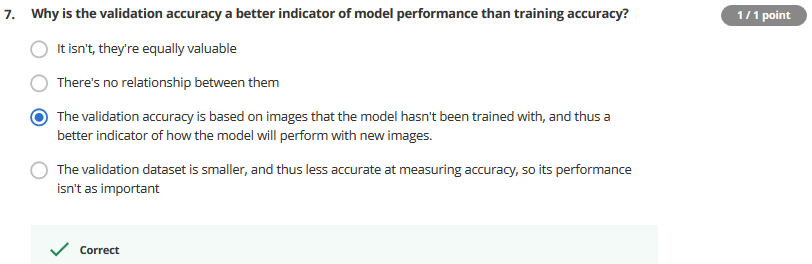 7. Why is the validation accuracy a better indicator of model performance than training accuracy?
1 / 1 point
It isn't, they're equally valuable
There's no relationship between them
The validation accuracy is based on images that the model hasn't been trained with, and thus a
better indicator of how the model will perform with new images.
The validation dataset is smaller, and thus less accurate at measuring accuracy, so its performance
isn't as important
Correct